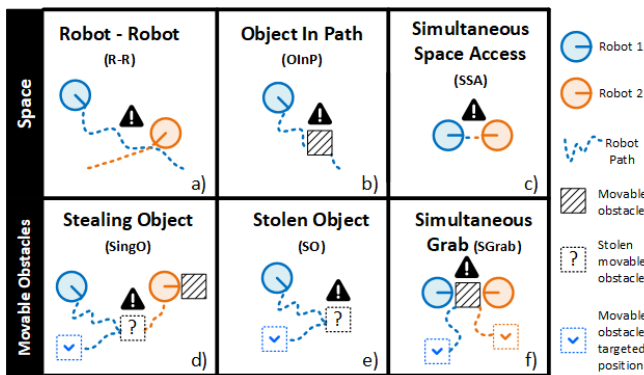 Space
Robot - Robot
(R-R)
a)
Object In Path
(OInP)
b)
Simultaneous
Space Access
(SSA)
c)
Movable Obstacles
Stealing Object
(SingO)
?
d)
Stolen Object
(SO)
?
e)
Simultaneous
Grab (SGrab)
f)
Robot 1
Robot 2
Robot
Path
Movable
obstacle
?
Stolen
movable
obstacle
Movable
obstacle
targeted
position